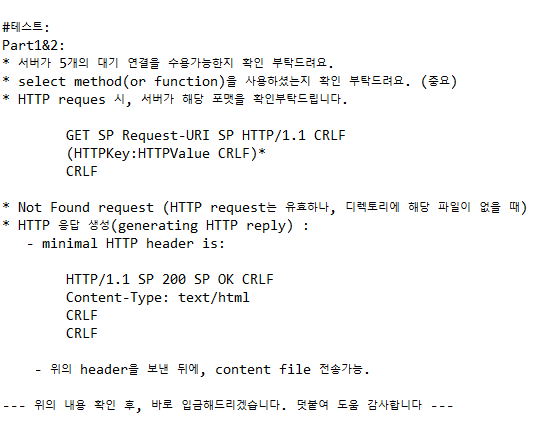 #테스트:
Part1&2:
* 서버가 5개의 대기 연결을 수용가능한지 확인 부탁드려요.
* select method(or function)을 사용하셨는지 확인 부탁드려요. (중요)
* HTTP reques 시, 서버가 해당 포맷을 확인부탁드립니다.
GET SP Request-URI SP HTTP/1.1 CRLF
(HTTPKey:HTTPValue CRLF)*
CRLF
* Not Found request (HTTP request는 유효하나, 디렉토리에 해당 파일이 없을 때)
* HTTP 응답 생성(generating HTTP reply) :
- minimal HTTP header is:
HTTP/1.1 SP 200 SP OK CRLF
Content-Type: text/html
CRLF
CRLF
- 위의 header을 보낸 뒤에, content file 전송가능.
--- 위의 내용 확인 후, 바로 입금해드리겠습니다. 덧붙여 도움 감사합니다 ---